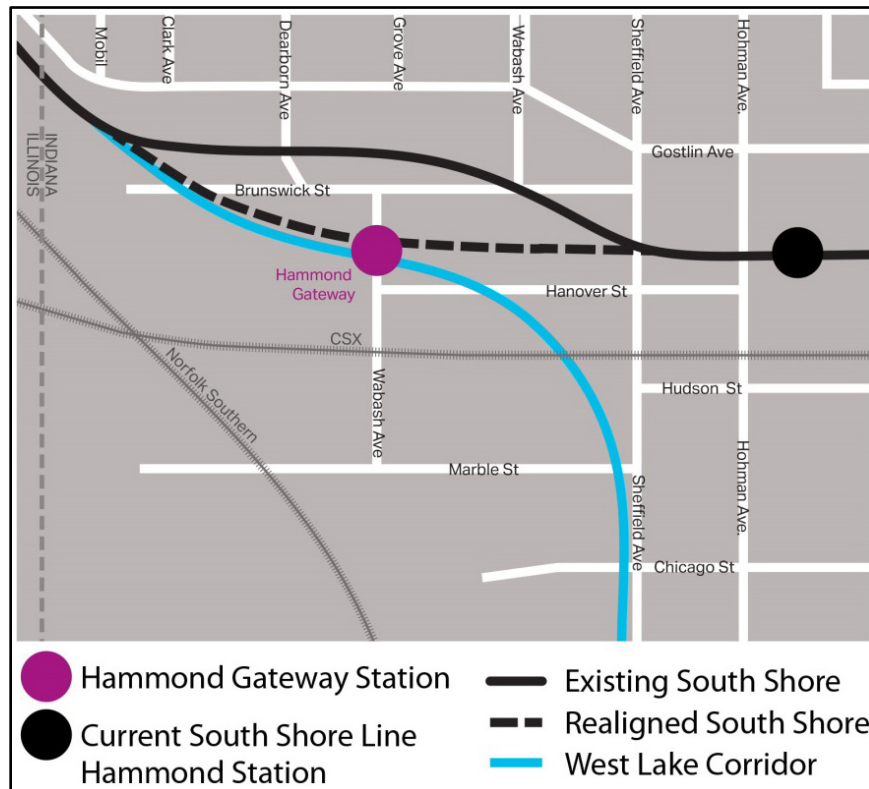 Mobil
Clark Ave
Dearborn Ave
Grove Ave
Wabash Ave
Sheffield Ave
Hohman Ave.
INDIANA
ILLINOIS
Gostlin Ave
Brunswick St
Hammond
Gateway
Hanover St
CSX
Norfolk Southern
Wabash Ave
Hudson St
Marble St
Sheffield Ave
Hohman Ave.
Chicago St
Hammond Gateway Station
Current South Shore Line
Hammond Station
Existing South Shore
Realigned South Shore
West Lake Corridor